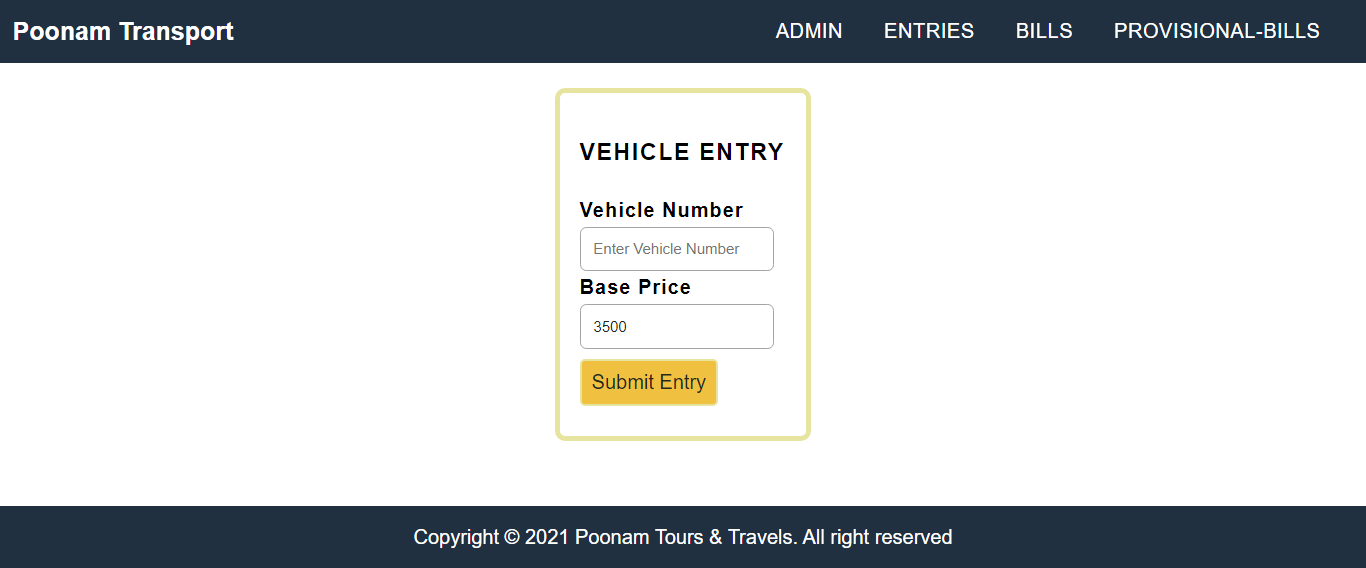 Poonam Transport ADMIN ENTRIES BILLS PROVISIONAL-BILLS
VEHICLE ENTRY
Vehicle Number
Enter Vehicle Number
Base Price
3500
Submit Entry
Copyright © 2021 Poonam Tours & Travels. All right reserved